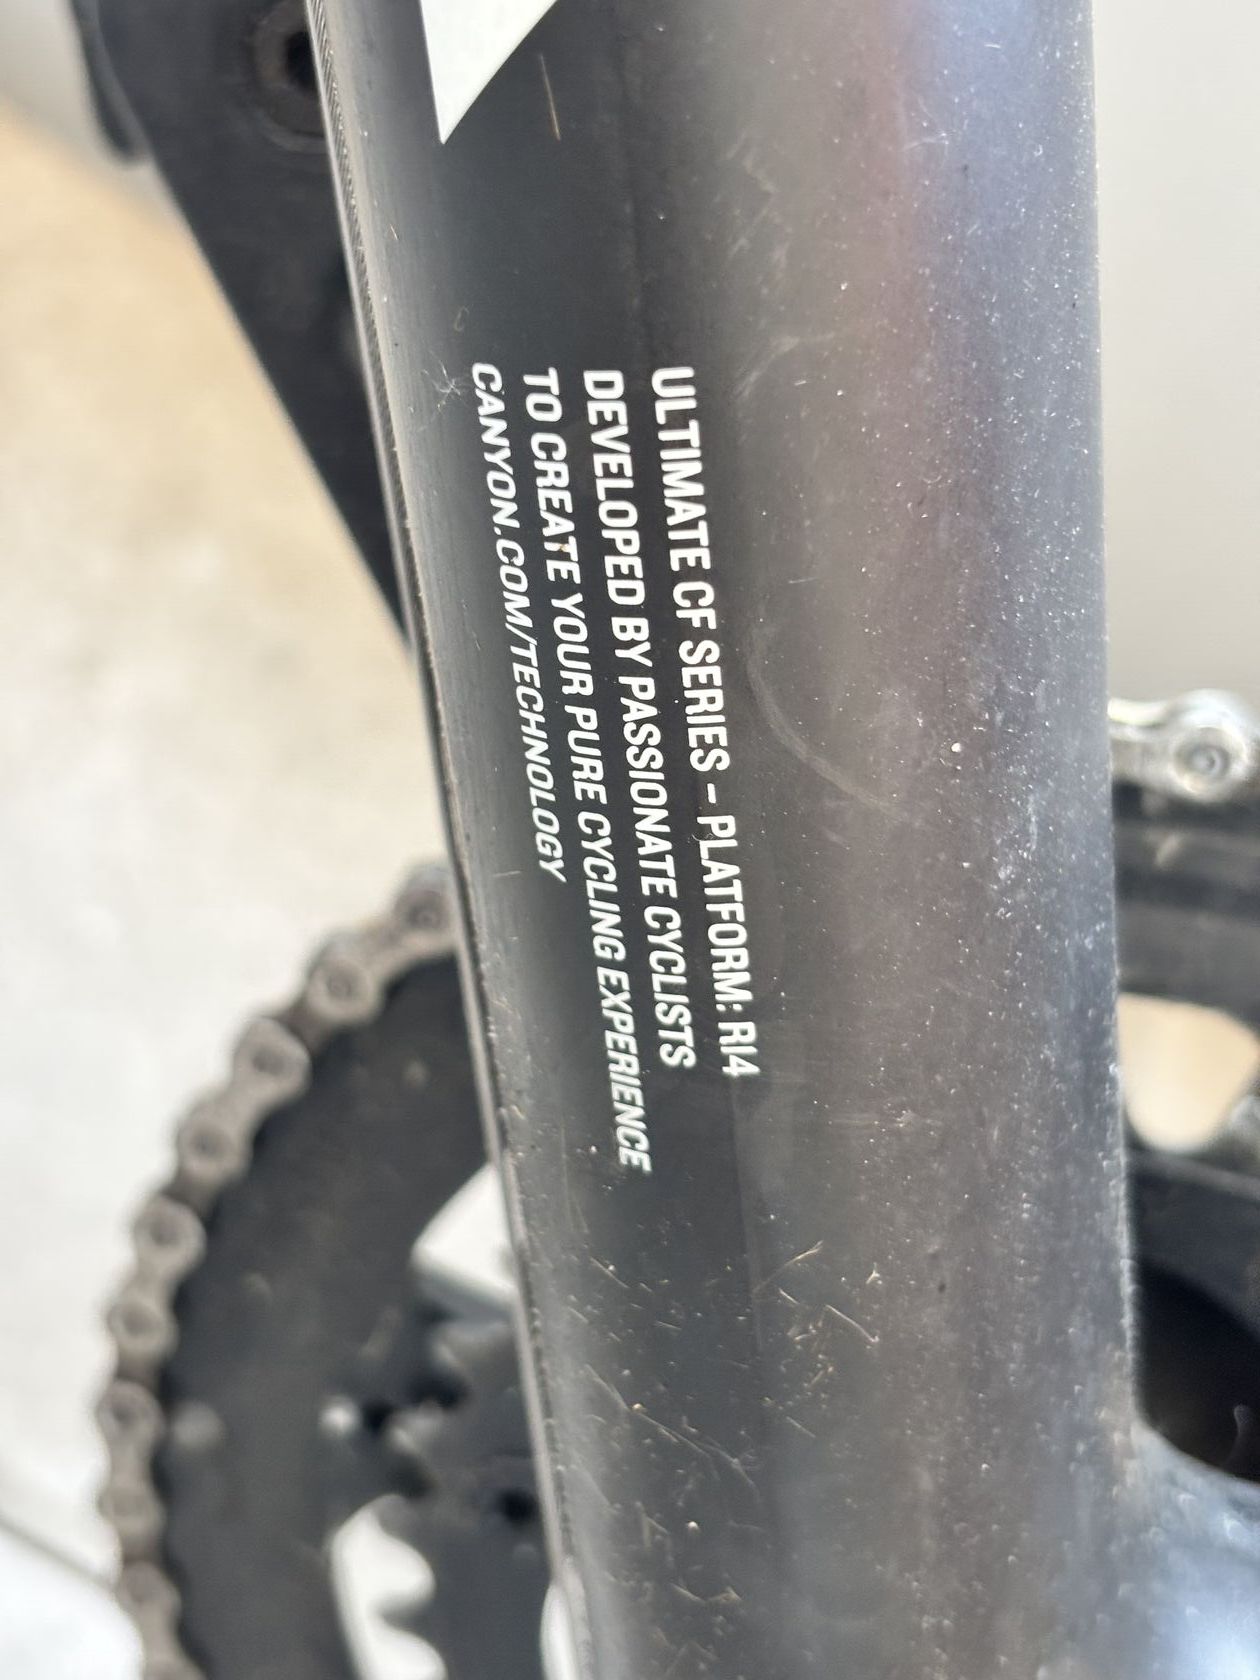 ULTIMATE CF SERIES – PLATFORM: R14
DEVELOPED BY PASSIONATE CYCLISTS
TO CREATE YOUR PURE CYCLING EXPERIENCE
CANYON.COM/TECHNOLOGY